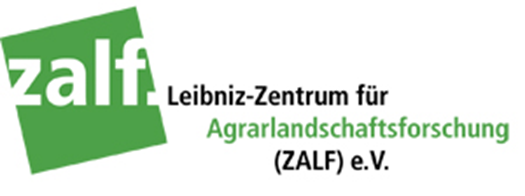 zalf.
Leibniz-Zentrum für
Agrarlandschaftsforschung
(ZALF) e.V.